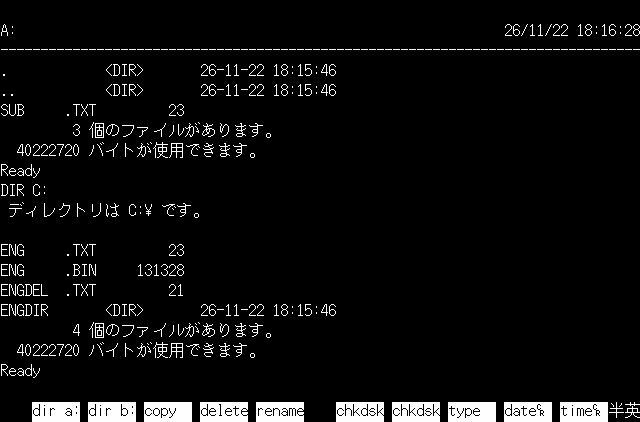 A: 26/11/22 18:16:28
--------------------------------------------------------------------------------
. <DIR> 26-11-22 18:15:46
.. <DIR> 26-11-22 18:15:46
SUB .TXT 23
3 個のファイルがあります。
40222720 バイトが使用できます。
Ready
DIR C:
ディレクトリは C:¥ です。
ENG .TXT 23
ENG .BIN 131328
ENGDEL .TXT 21
ENGDIR <DIR> 26-11-22 18:15:46
4 個のファイルがあります。
40222720 バイトが使用できます。
Ready
dir a: dir b: copy delete rename chkdsk chkdsk type date␍ time␍ 半英